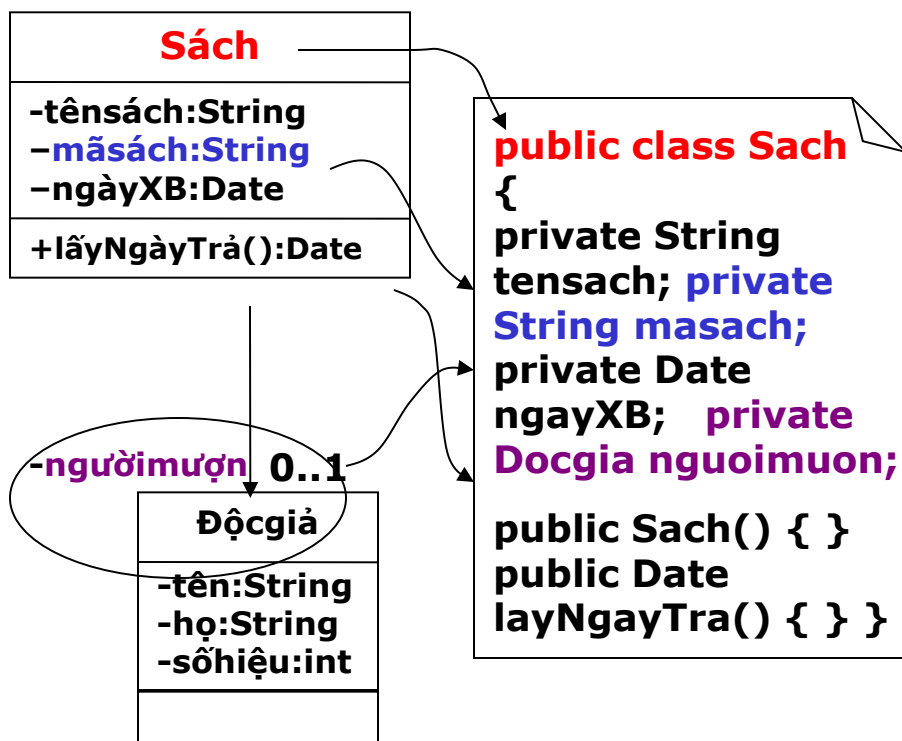 Sách
-tênsách:String
–mãsách:String
–ngàyXB:Date
+lấyNgàyTrả():Date
-ngườimượn 0..1
Độcgiả
-tên:String
-họ:String
-sốhiệu:int
public class Sach
{
private String
tensach; private
String masach;
private Date
ngayXB; private
Docgia nguoimuon;
public Sach() { }
public Date
layNgayTra() { } }